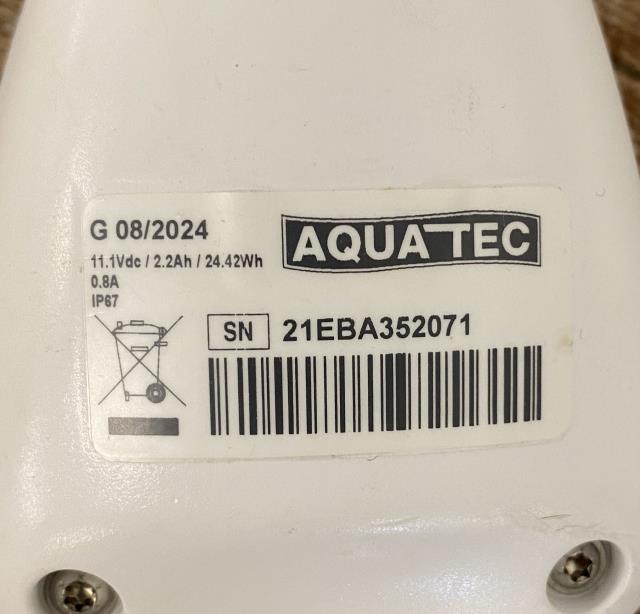 G 08/2024
AQUATEC
11.1Vdc / 2.2Ah / 24.42Wh
0.8A
IP67
SN 21EBA352071